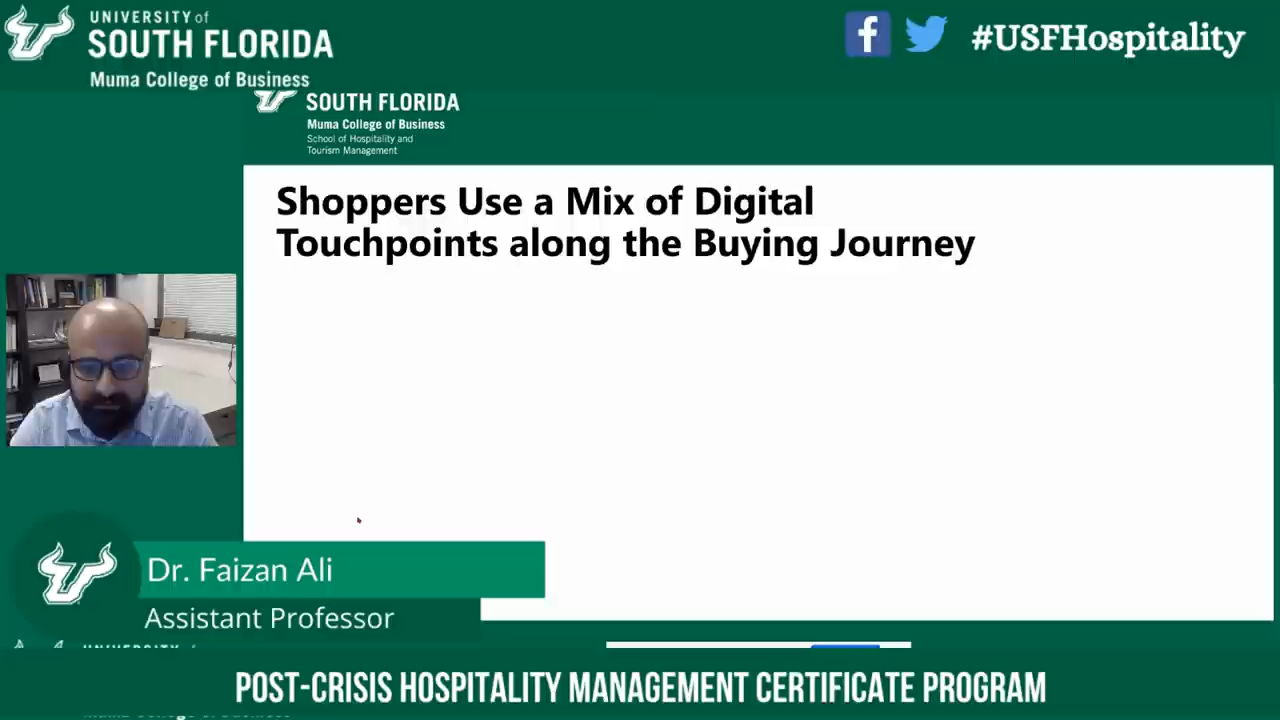 UNIVERSITY of
SOUTH FLORIDA
Muma College of Business
#USFHospitality
SOUTH FLORIDA
Muma College of Business
School of Hospitality and
Tourism Management
Shoppers Use a Mix of Digital
Touchpoints along the Buying Journey
Dr. Faizan Ali
Assistant Professor
POST-CRISIS HOSPITALITY MANAGEMENT CERTIFICATE PROGRAM